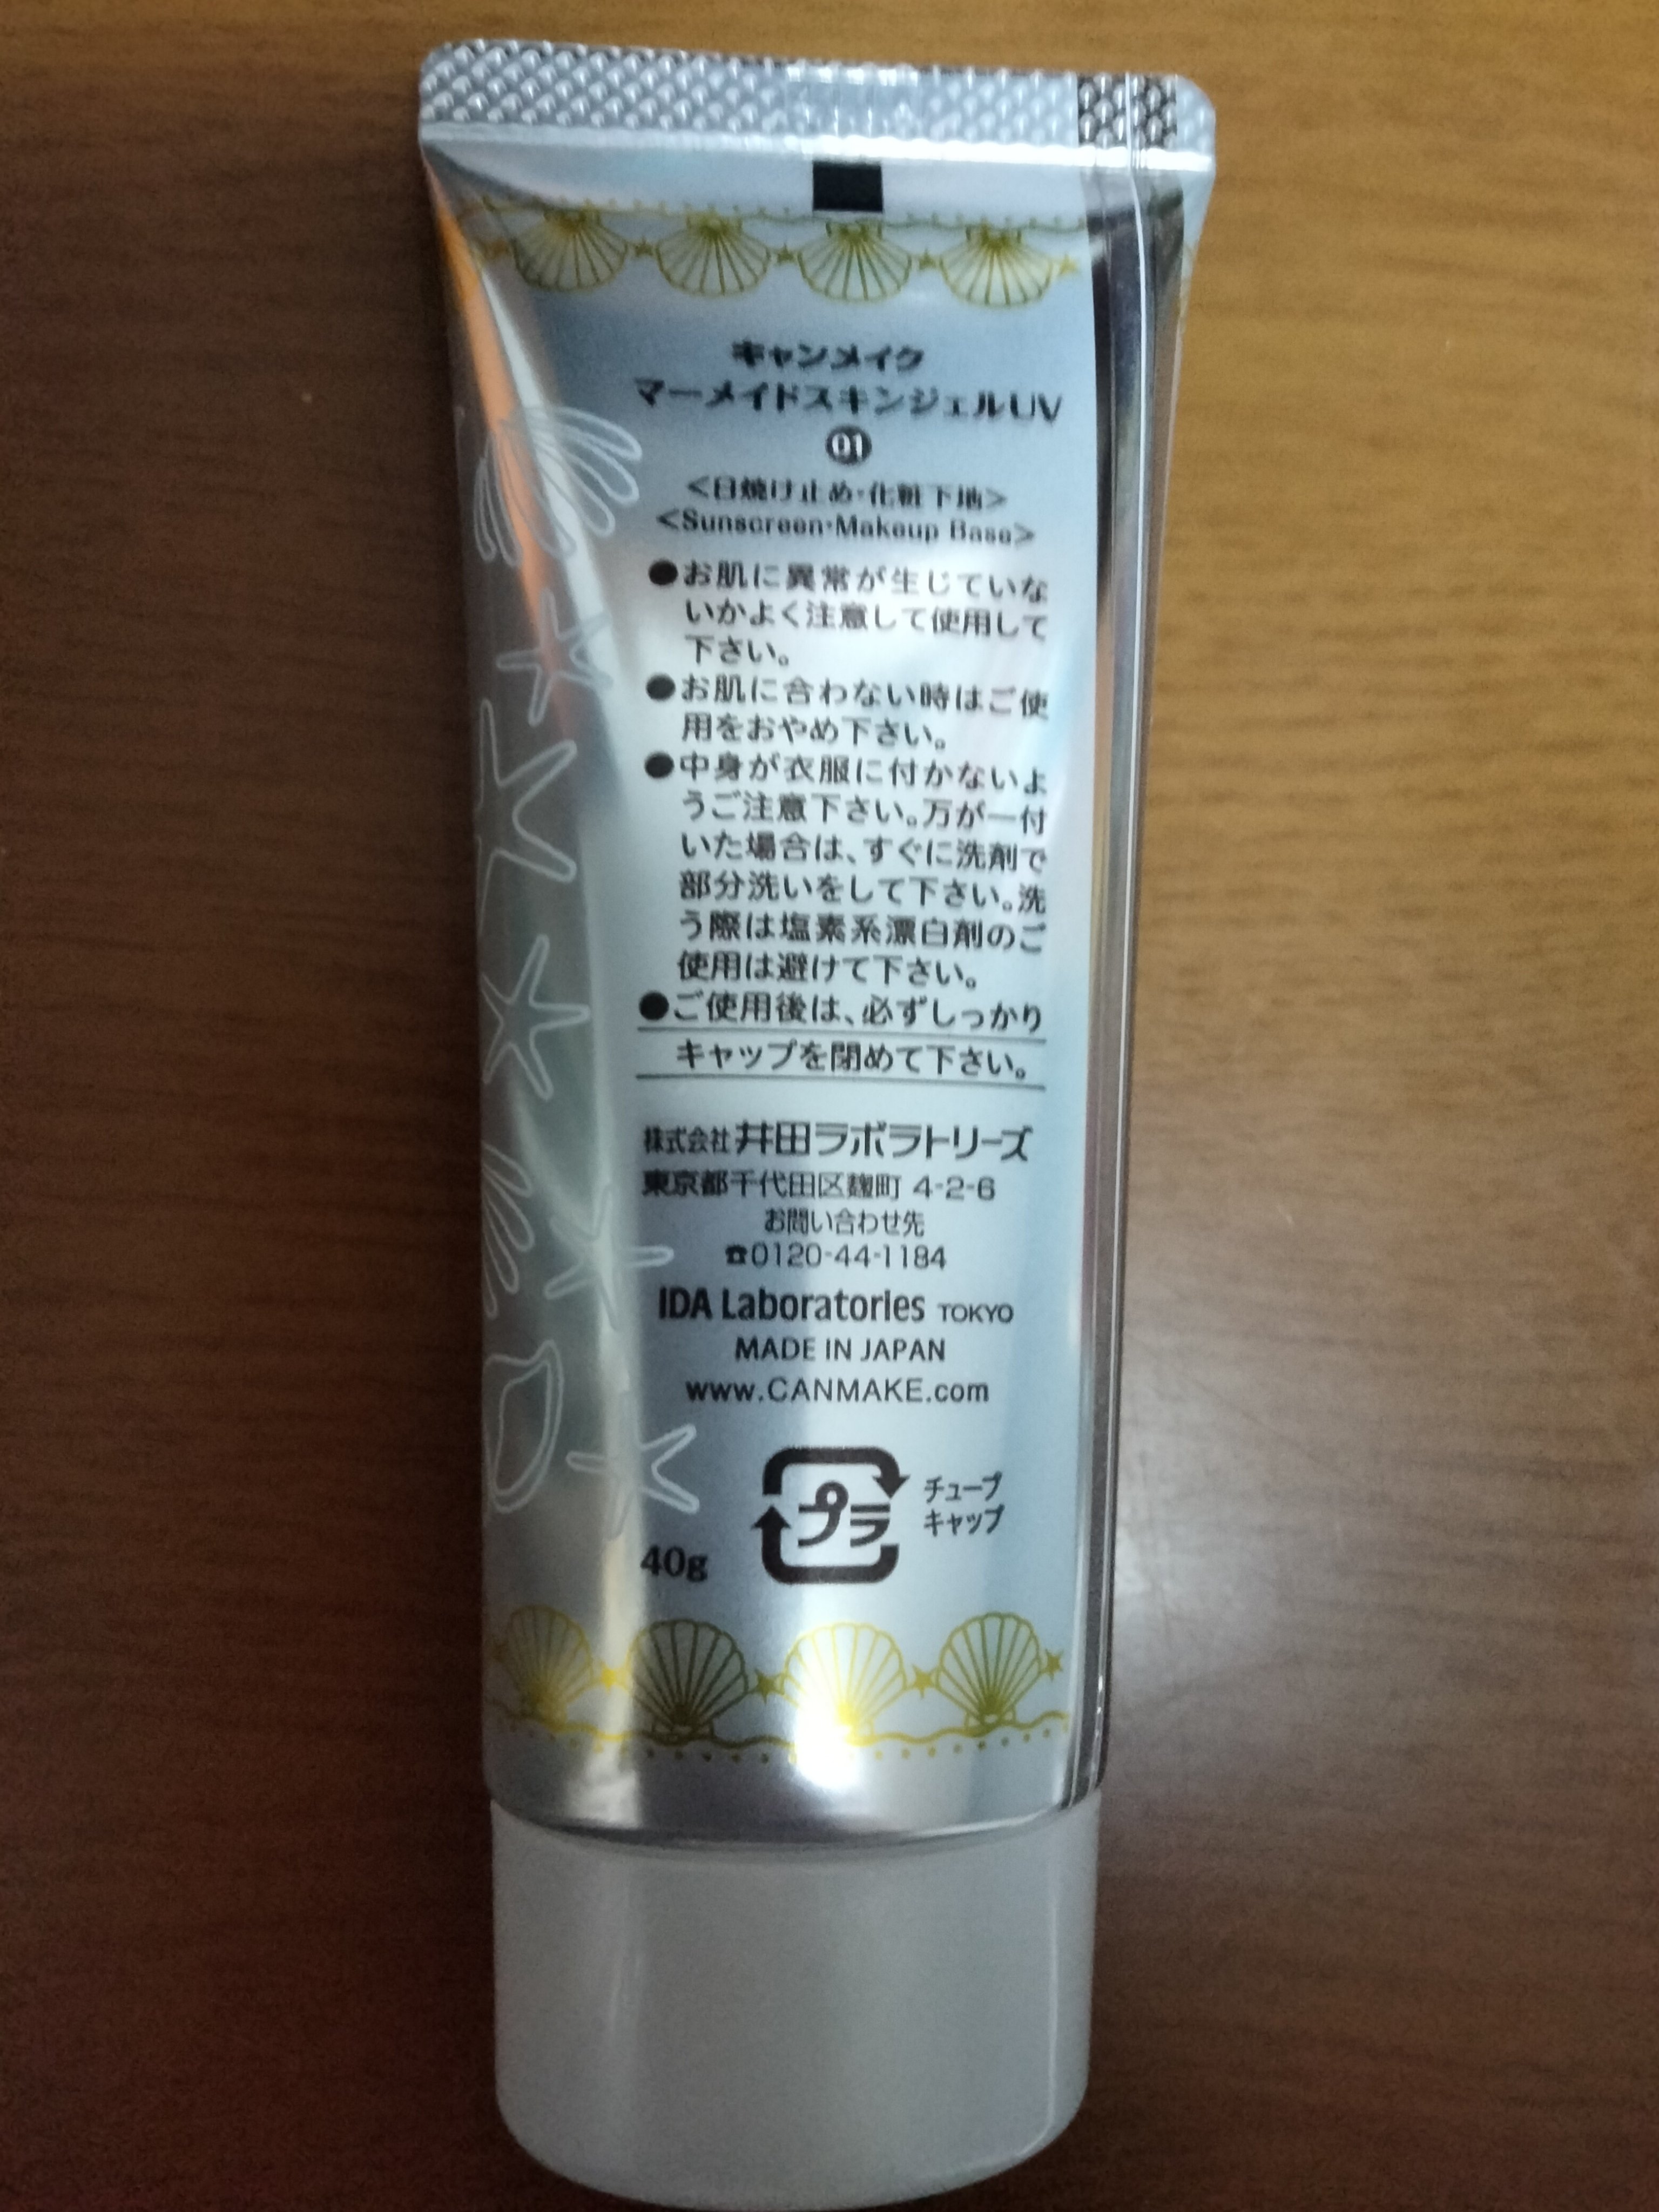 キャンメイク
マーメイドスキンジェルUV
01
<日焼け止め・化粧下地>
<Sunscreen・Makeup Base>
●お肌に異常が生じていな
いかよく注意して使用して
下さい。
●お肌に合わない時はご使
用をおやめ下さい。
●中身が衣服に付かないよ
うご注意下さい。万が一付
いた場合は、すぐに洗剤で
部分洗いをして下さい。洗
う際は塩素系漂白剤のご
使用は避けて下さい。
●ご使用後は、必ずしっかり
キャップを閉めて下さい。
株式会社 井田ラボラトリーズ
東京都千代田区麹町 4-2-6
お問い合わせ先
☎0120-44-1184
IDA Laboratories TOKYO
MADE IN JAPAN
www.CANMAKE.com
プラ
チューブ
キャップ
40g